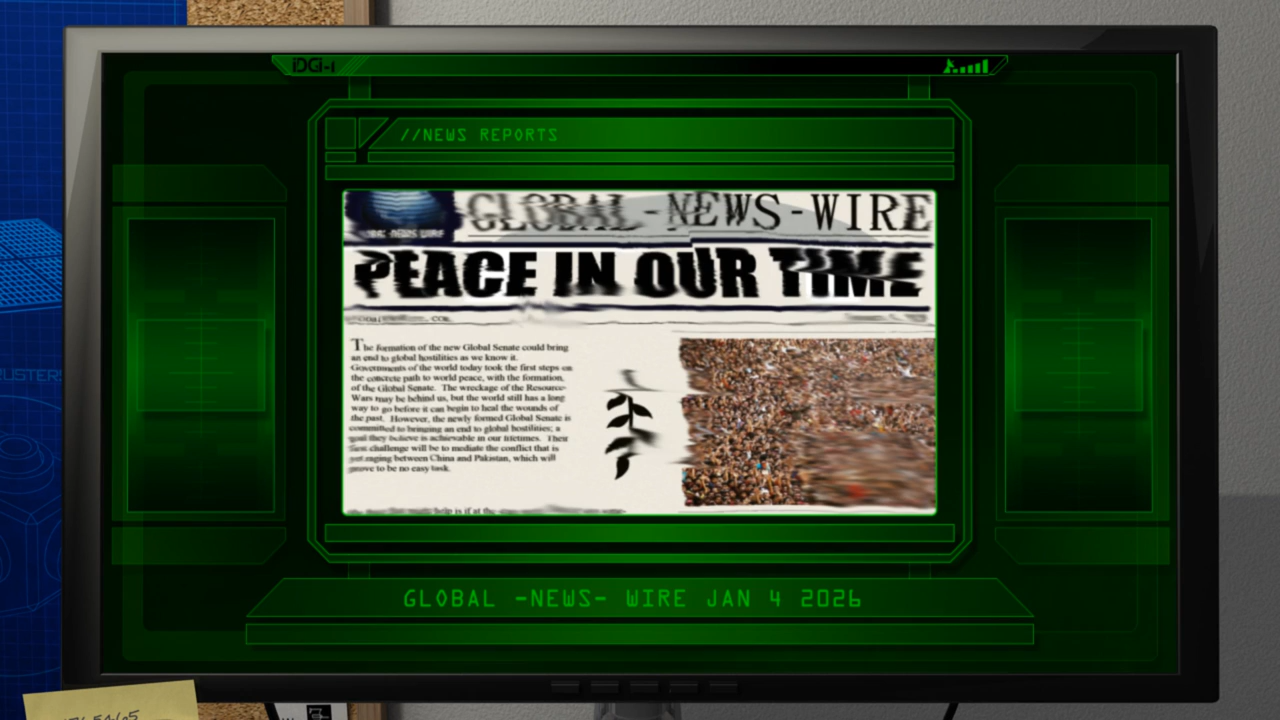 iDGI-1
//NEWS REPORTS
GLOBAL-NEWS-WIRE
PEACE IN OUR TIME
The formation of the new Global Senate could bring
an end to global hostilities as we know it.
Governments of the world today took the first steps on
the concrete path to world peace, with the formation,
of the Global Senate. The wreckage of the Resource-
Wars may be behind us, but the world still has a long
way to go before it can begin to heal the wounds of
the past. However, the newly formed Global Senate is
committed to bringing an end to global hostilities; a
goal they believe is achievable in our lifetimes. Their
first challenge will be to mediate the conflict that is
yet raging between China and Pakistan, which will
prove to be no easy task.
GLOBAL -NEWS- WIRE JAN 4 2026